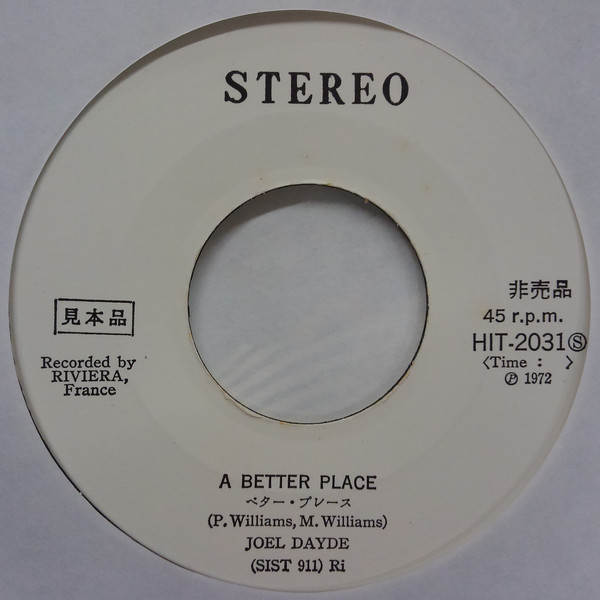 STEREO
見本品
Recorded by
RIVIERA,
France
非売品
45 r.p.m.
HIT-2031Ⓢ
〈Time : 〉
Ⓟ 1972
A BETTER PLACE
ベター・プレース
(P. Williams, M. Williams)
JOEL DAYDE
(SIST 911) Ri